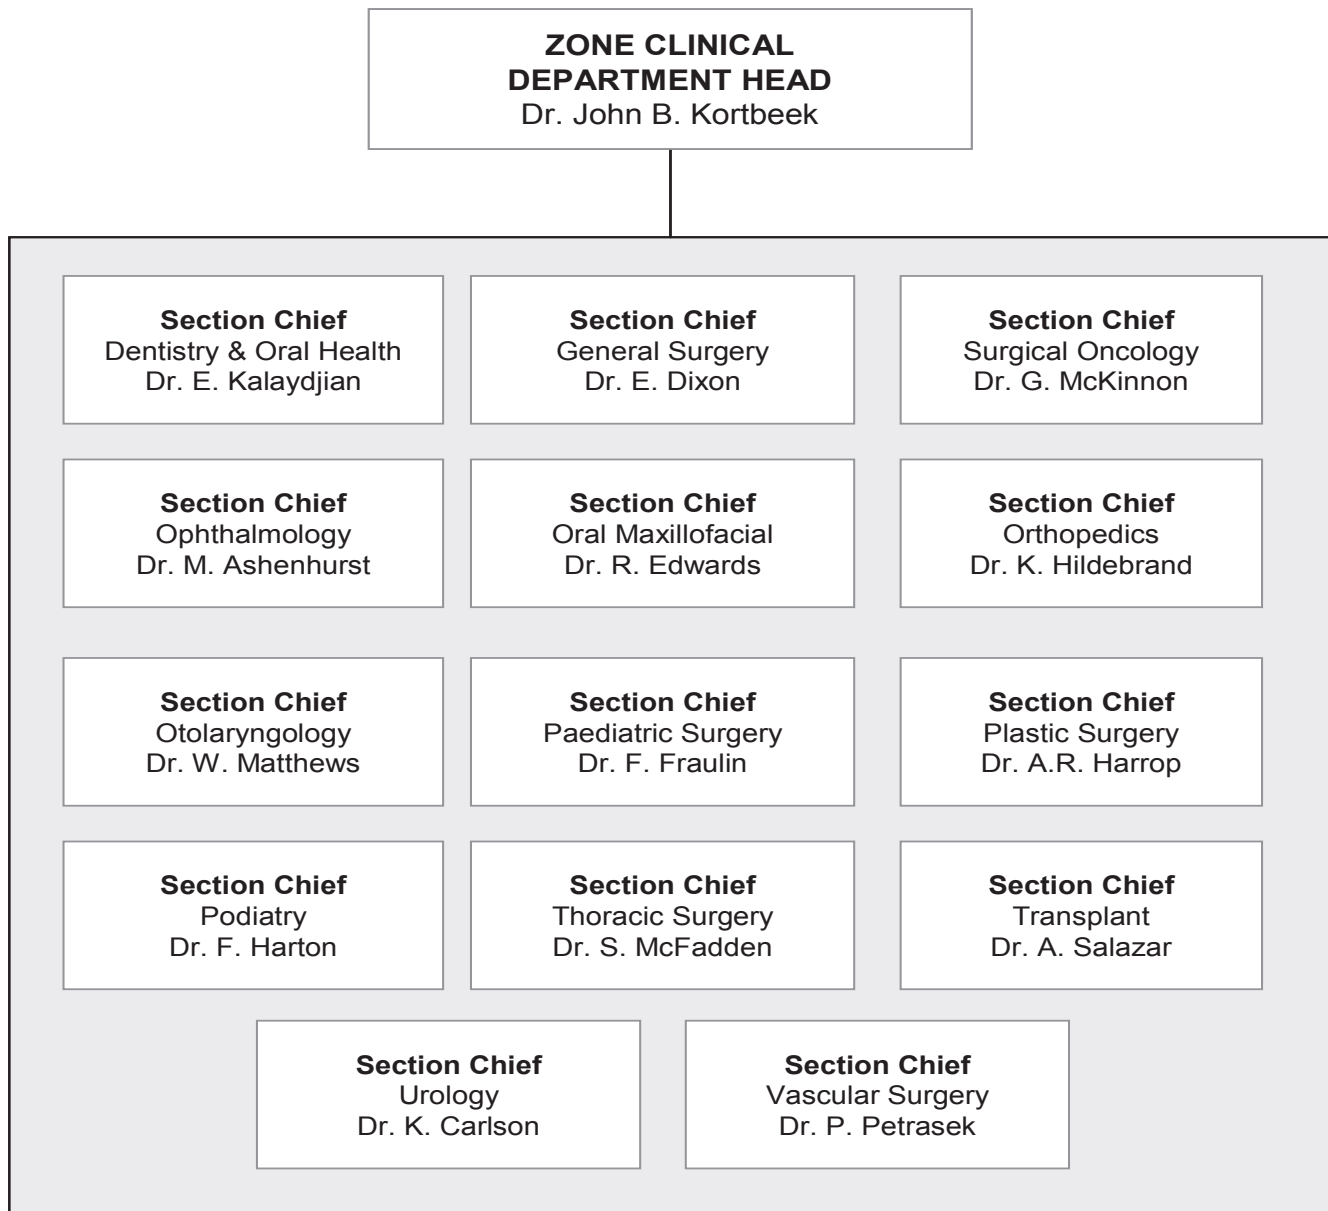 ZONE CLINICAL
DEPARTMENT HEAD
Dr. John B. Kortbeek
Section Chief
Dentistry & Oral Health
Dr. E. Kalaydjian
Section Chief
General Surgery
Dr. E. Dixon
Section Chief
Surgical Oncology
Dr. G. McKinnon
Section Chief
Ophthalmology
Dr. M. Ashenhurst
Section Chief
Oral Maxillofacial
Dr. R. Edwards
Section Chief
Orthopedics
Dr. K. Hildebrand
Section Chief
Otolaryngology
Dr. W. Matthews
Section Chief
Paediatric Surgery
Dr. F. Fraulin
Section Chief
Plastic Surgery
Dr. A.R. Harrop
Section Chief
Podiatry
Dr. F. Harton
Section Chief
Thoracic Surgery
Dr. S. McFadden
Section Chief
Transplant
Dr. A. Salazar
Section Chief
Urology
Dr. K. Carlson
Section Chief
Vascular Surgery
Dr. P. Petrasek